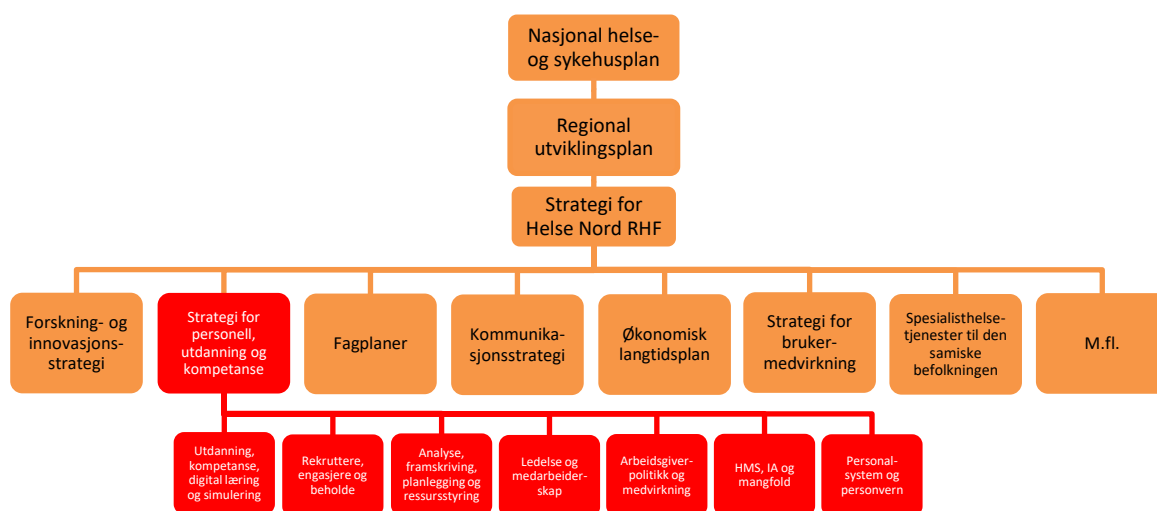 Nasjonal helse-
og sykehusplan
Regional
utviklingsplan
Strategi for
Helse Nord RHF
Forskning- og
innovasjons-
strategi
Strategi for
personell,
utdanning og
kompetanse
Fagplaner
Kommunika-
sjonsstrategi
Økonomisk
langtidsplan
Strategi for
bruker-
medvirkning
Spesialisthelse-
tjenester til den
samiske
befolkningen
M.fl.
Utdanning,
kompetanse,
digital læring
og simulering
Rekruttere,
engasjere og
beholde
Analyse,
framskriving,
planlegging og
ressursstyring
Ledelse og
medarbeider-
skap
Arbeidsgiver-
politikk og
medvirkning
HMS, IA og
mangfold
Personal-
system og
personvern